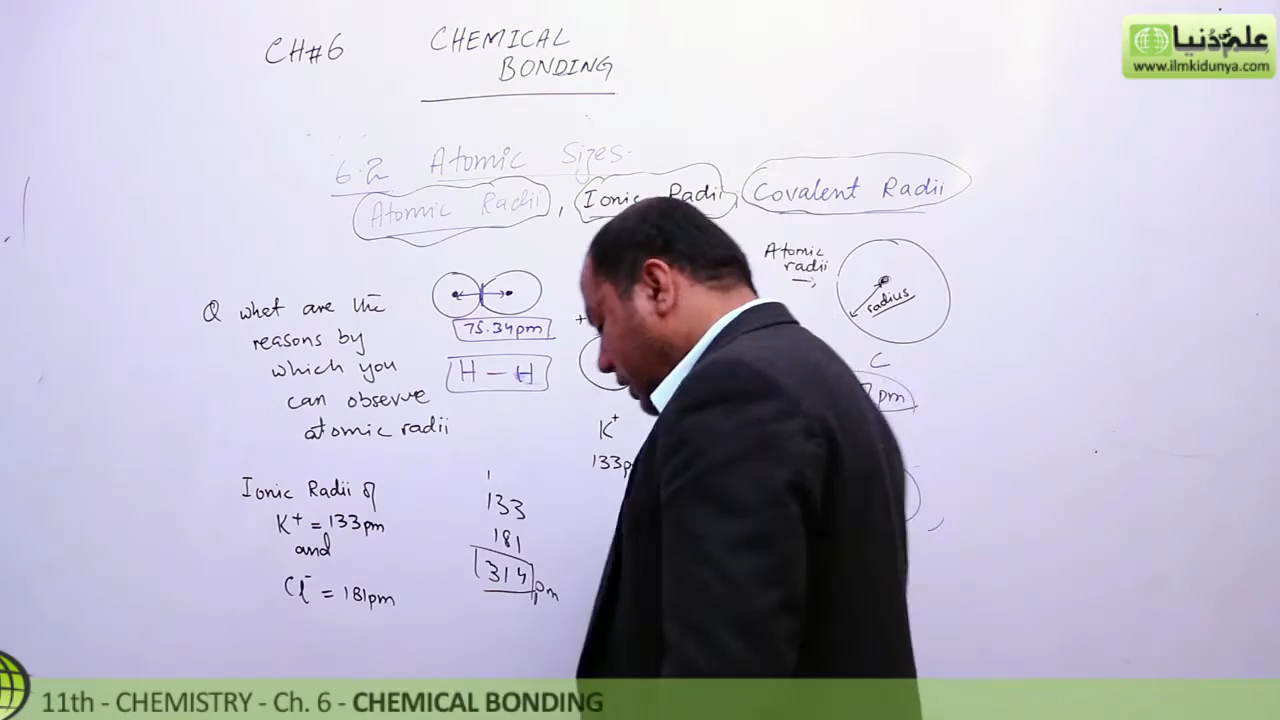 CH#6
CHEMICAL
BONDING
علم کی دُنیا
www.ilmkidunya.com
6.2 Atomic Sizes.
Atomic Radii, Ionic Radii, Covalent Radii
Atomic
radii
radius
C
pm
Q what are the
reasons by
which you
can observe
atomic radii
75.34pm
H - H
+
K+
133p
Ionic Radii of
K+ = 133pm
and
Cl- = 181pm
133
181
314 pm
11th - CHEMISTRY - Ch. 6 - CHEMICAL BONDING